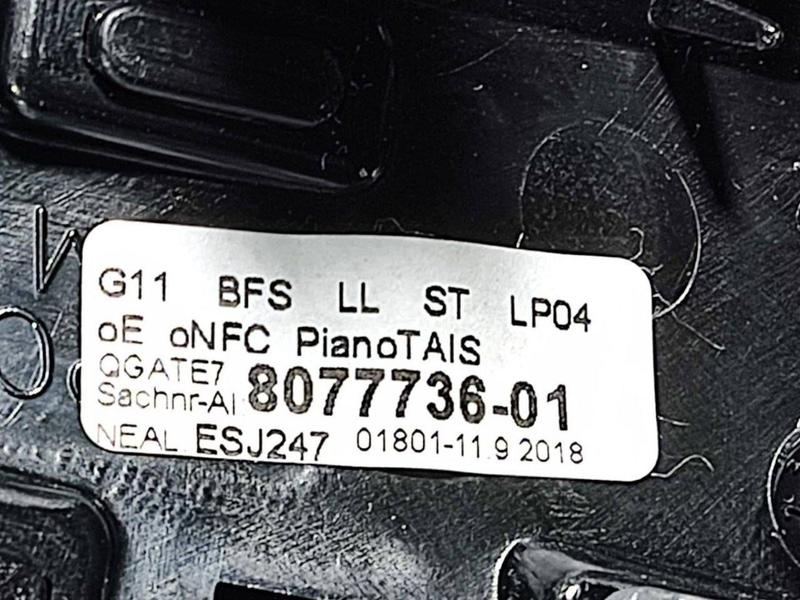 G11 BFS LL ST LP04
oE oNFC PianoTAIS
QGATE7
Sachnr-AI: 8077736-01
NEAL ESJ247 01801-11.9 2018